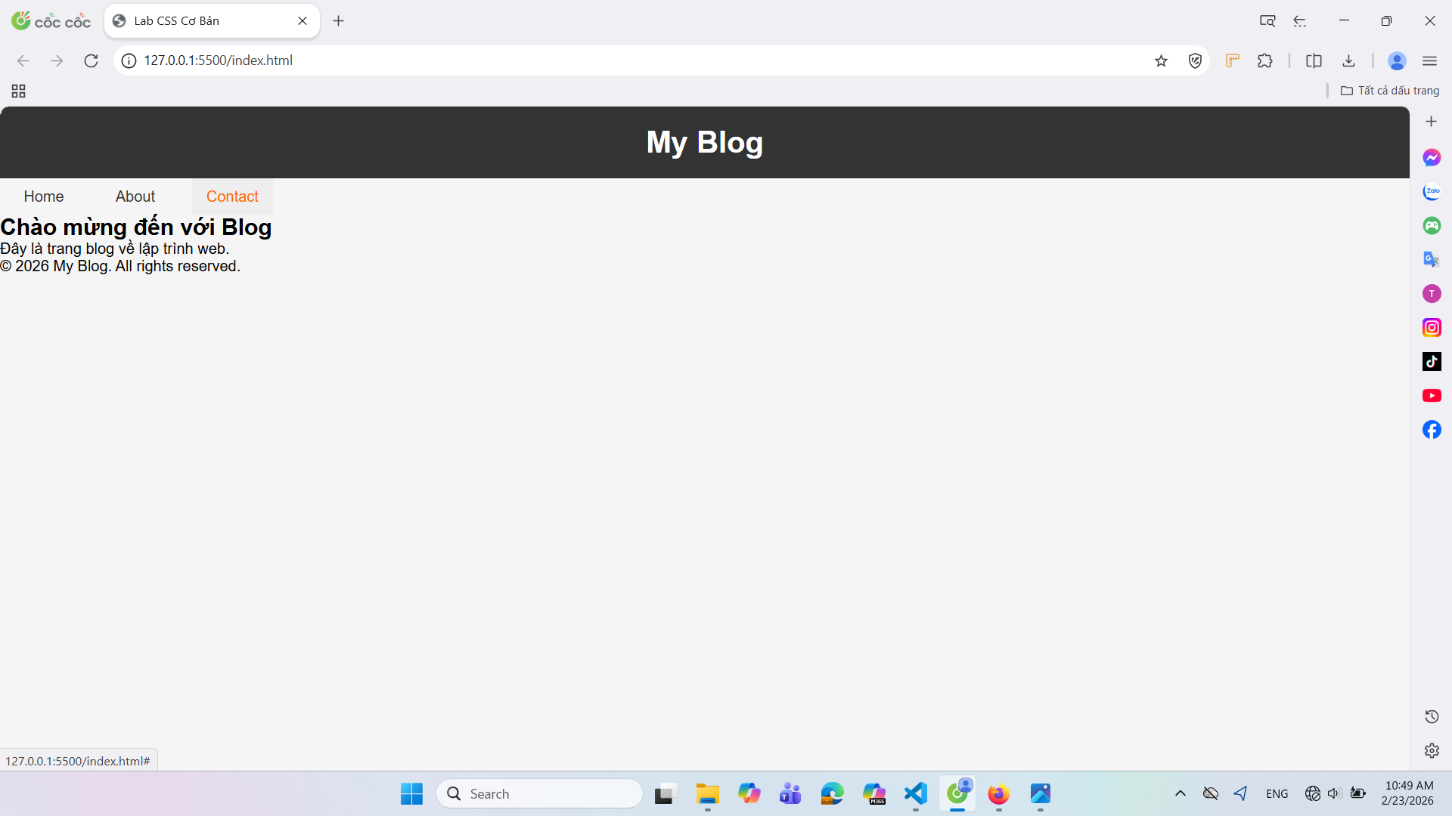 cốc cốc
Lab CSS Cơ Bản
127.0.0.1:5500/index.html
Tất cả dấu trang
My Blog
Home About Contact
Chào mừng đến với Blog
Đây là trang blog về lập trình web.
© 2026 My Blog. All rights reserved.
Zalo
G
T
127.0.0.1:5500/index.html#
Search
M365
ENG
10:49 AM
2/23/2026